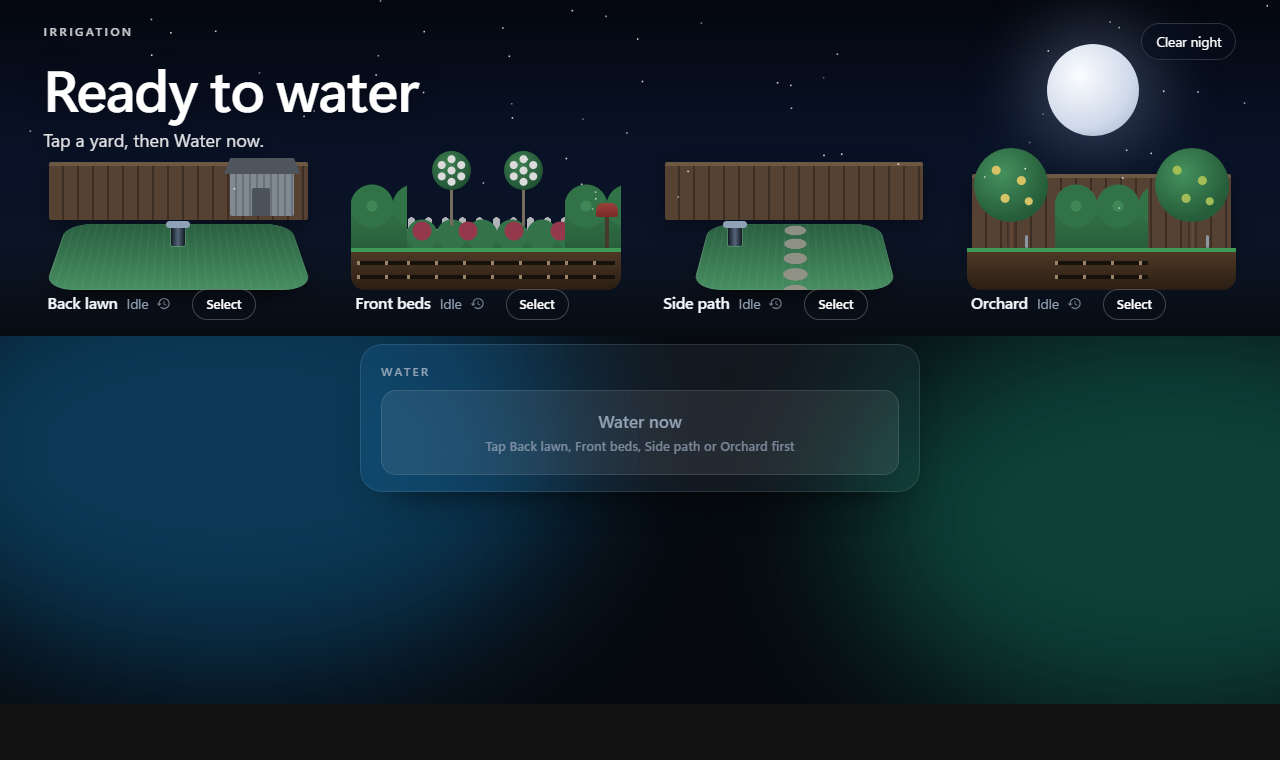 IRRIGATION
Clear night
Ready to water
Tap a yard, then Water now.
Back lawn Idle Select
Front beds Idle Select
Side path Idle Select
Orchard Idle Select
WATER
Water now
Tap Back lawn, Front beds, Side path or Orchard first